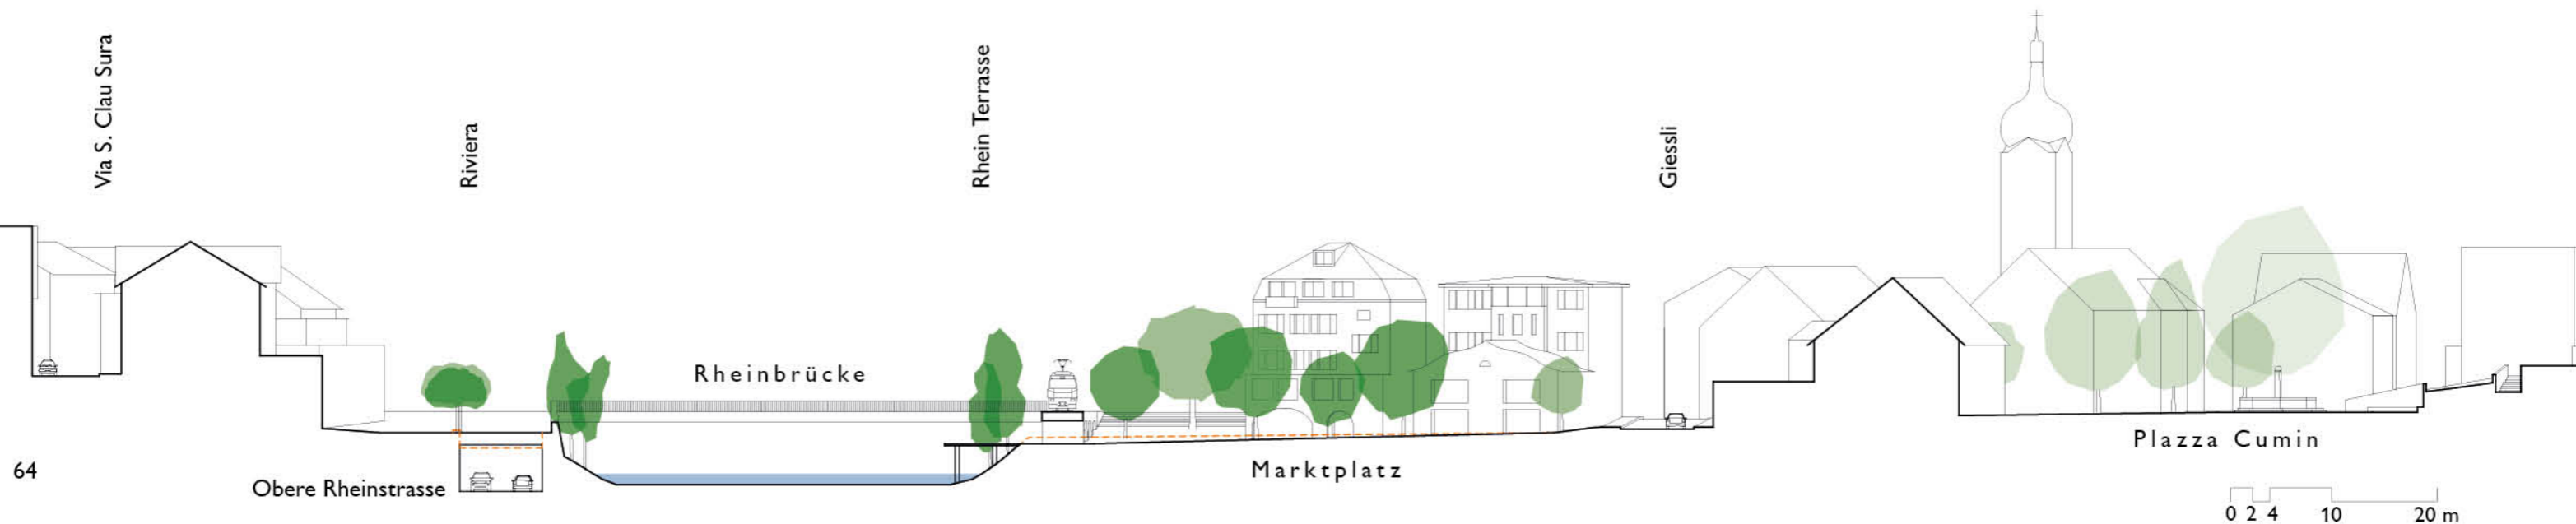 Via S. Clau Sura
Riviera
Rhein Terrasse
Giessli
Rheinbrücke
Plazza Cumin
Marktplatz
64
Obere Rheinstrasse
0 2 4 10 20 m